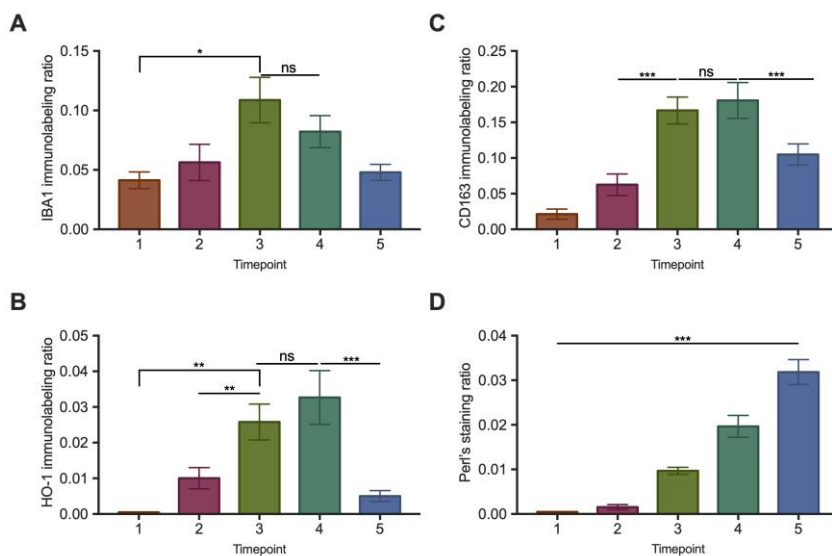 A
IBA1 immunolabeling ratio
0.15
0.10
0.05
0.00
*
ns
1 2 3 4 5
Timepoint
C
CD163 immunolabeling ratio
0.25
0.20
0.15
0.10
0.05
0.00
*** ns ***
1 2 3 4 5
Timepoint
B
HO-1 immunolabeling ratio
0.05
0.04
0.03
0.02
0.01
0.00
** ns ***
**
1 2 3 4 5
Timepoint
D
Perl's staining ratio
0.04
0.03
0.02
0.01
0.00
***
1 2 3 4 5
Timepoint